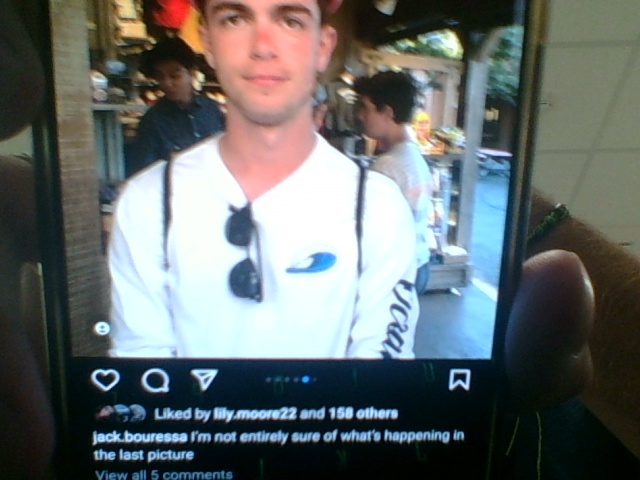 Ocra
Liked by lily.moore22 and 158 others
jack.bouressa I'm not entirely sure of what's happening in
the last picture
View all 5 comments